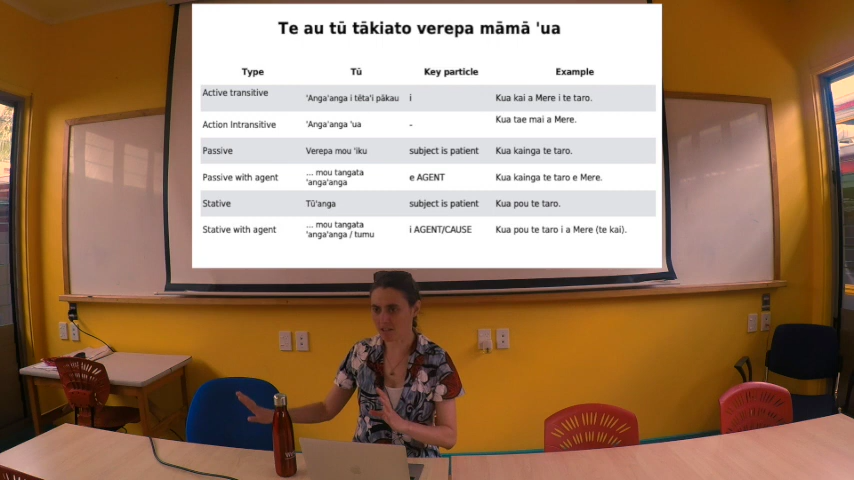 Te au tū tākiato verepa māmā 'ua
Type Tū Key particle Example
Active transitive 'Anga'anga i tēta'i pākau i Kua kai a Mere i te taro.
Action Intransitive 'Anga'anga 'ua - Kua tae mai a Mere.
Passive Verepa mou 'iku subject is patient Kua kainga te taro.
Passive with agent ... mou tangata 'anga'anga e AGENT Kua kainga te taro e Mere.
Stative Tū'anga subject is patient Kua pou te taro.
Stative with agent ... mou tangata 'anga'anga / tumu i AGENT/CAUSE Kua pou te taro i a Mere (te kai).